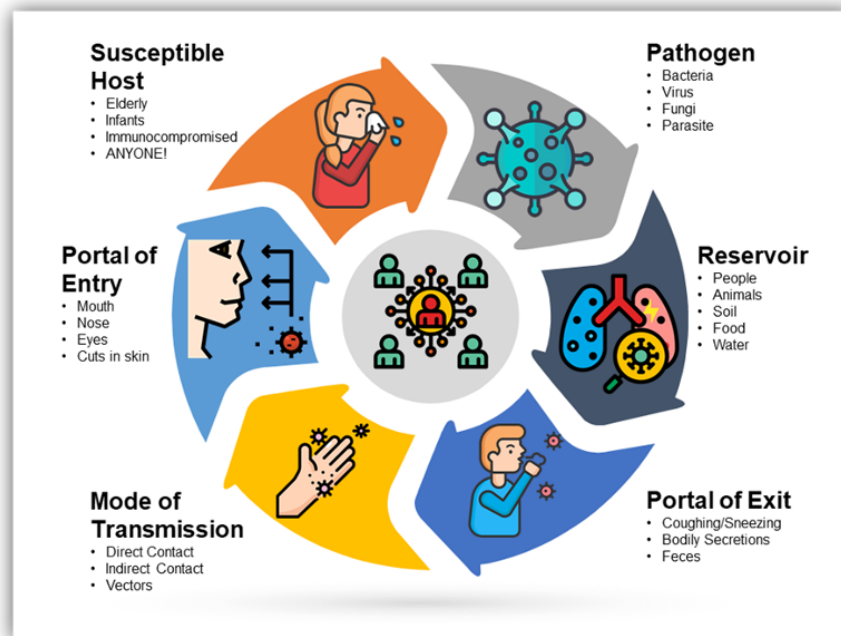 Susceptible
Host
• Elderly
• Infants
• Immunocompromised
• ANYONE!
Pathogen
• Bacteria
• Virus
• Fungi
• Parasite
Portal of
Entry
• Mouth
• Nose
• Eyes
• Cuts in skin
Reservoir
• People
• Animals
• Soil
• Food
• Water
Mode of
Transmission
• Direct Contact
• Indirect Contact
• Vectors
Portal of Exit
• Coughing/Sneezing
• Bodily Secretions
• Feces